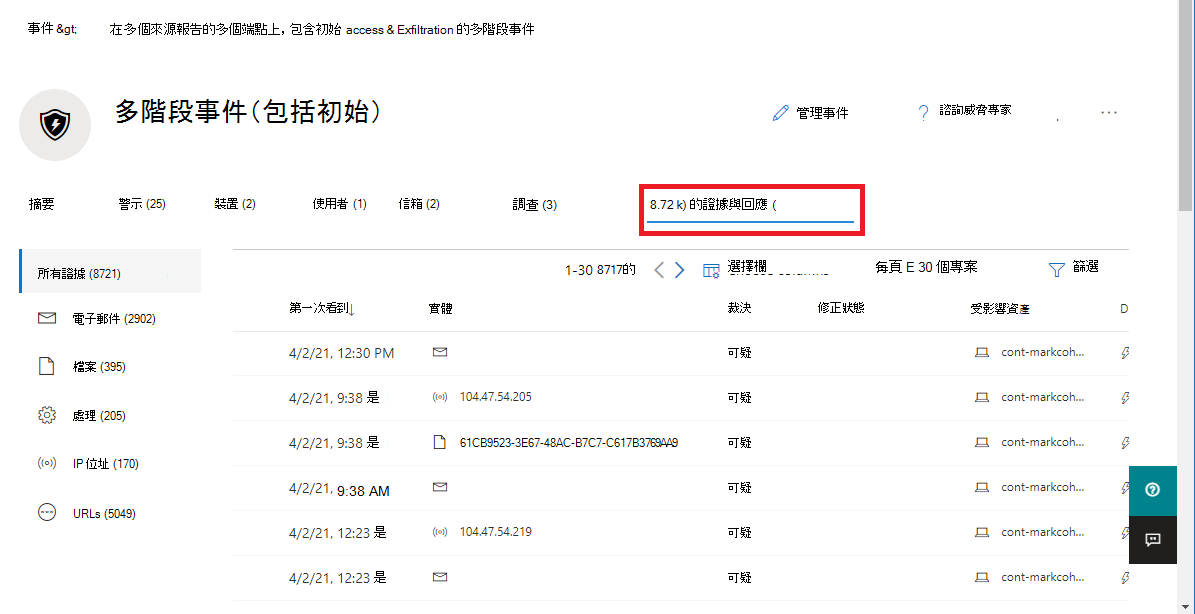 事件 &gt; 在多個來源報告的多個端點上，包含初始 access & Exfiltration 的多階段事件
多階段事件（包括初始）
管理事件
諮詢威脅專家
摘要
警示 (25)
裝置 (2)
使用者 (1)
信箱 (2)
調查 (3)
8.72 k) 的證據與回應 (
所有證據 (8721)
電子郵件 (2902)
檔案 (395)
處理 (205)
IP 位址 (170)
URLs (5049)
1-30 8717的
選擇欄
每頁 E 30 個專案
篩選
第一次看到↓ 實體 裁決 修正狀態 受影響資產 D
4/2/21, 12:30 PM 可疑 cont-markcoh...
4/2/21, 9:38 是 104.47.54.205 可疑 cont-markcoh...
4/2/21, 9:38 是 61CB9523-3E67-48AC-B7C7-C617B3769AA9 可疑 cont-markcoh...
4/2/21, 9:38 AM 可疑 cont-markcoh...
4/2/21, 12:23 是 104.47.54.219 可疑 cont-markcoh...
4/2/21, 12:23 是 可疑 cont-markcoh...